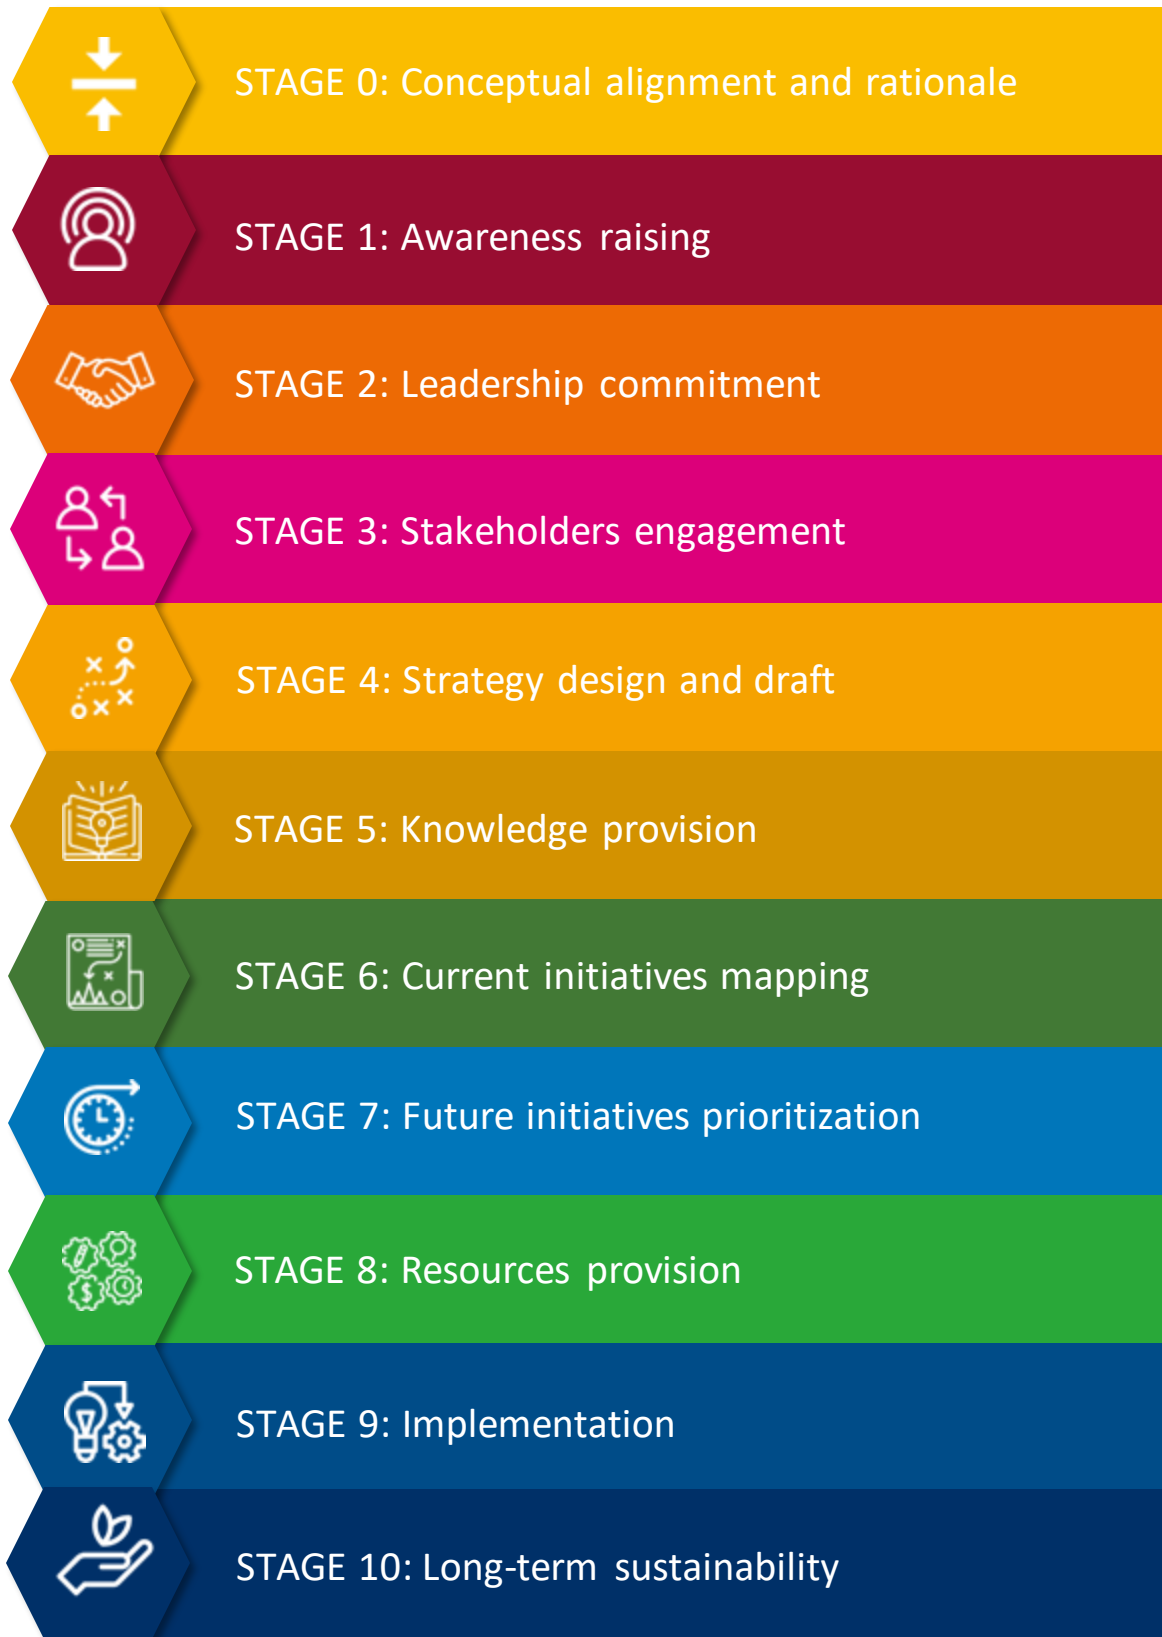 STAGE 0: Conceptual alignment and rationale
STAGE 1: Awareness raising
STAGE 2: Leadership commitment
STAGE 3: Stakeholders engagement
STAGE 4: Strategy design and draft
STAGE 5: Knowledge provision
STAGE 6: Current initiatives mapping
STAGE 7: Future initiatives prioritization
STAGE 8: Resources provision
STAGE 9: Implementation
STAGE 10: Long-term sustainability